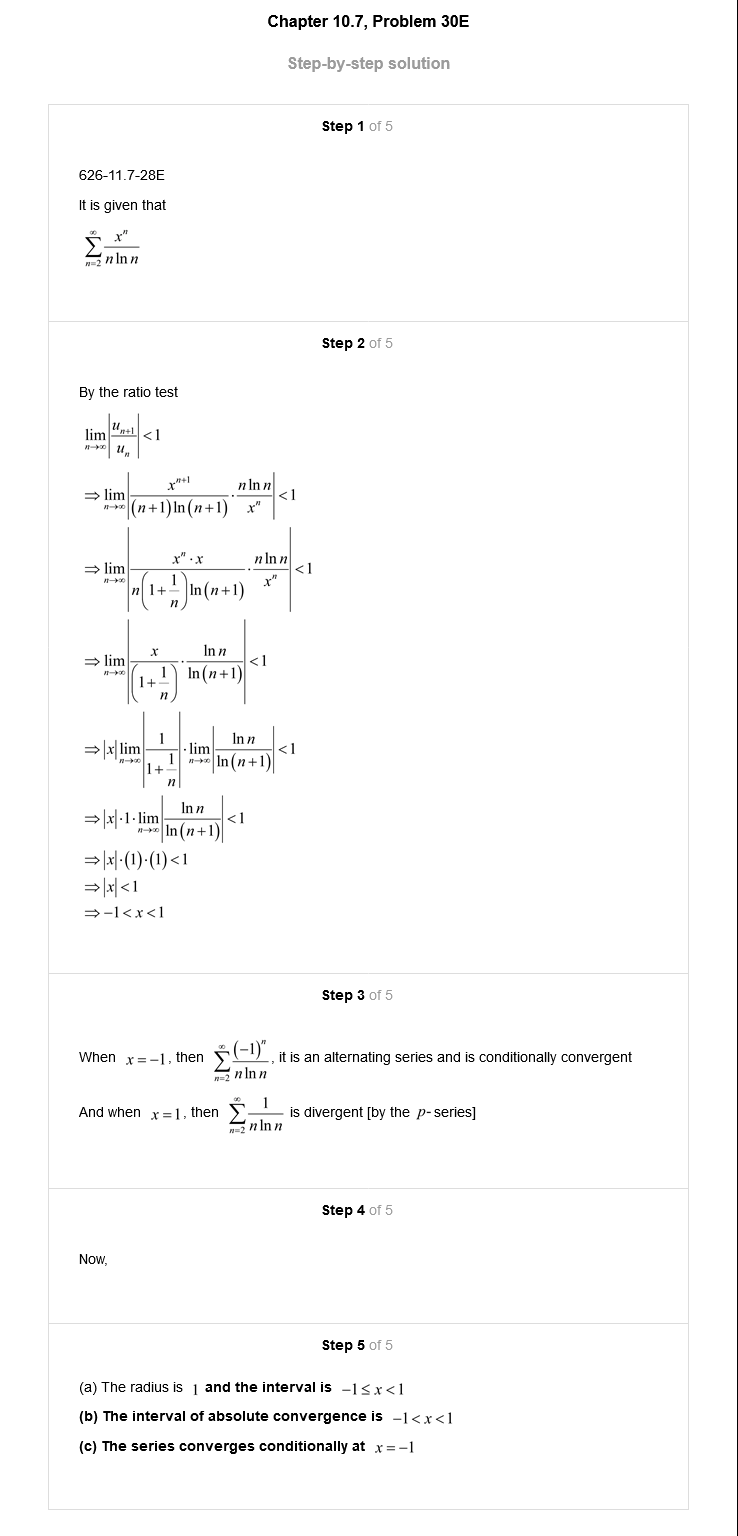 Chapter 10.7, Problem 30E
Step-by-step solution
Step 1 of 5
626-11.7-28E
It is given that
$\sum_{n=2}^{\infty} \frac{x^n}{n \ln n}$
Step 2 of 5
By the ratio test
$\lim_{n\to\infty} \left| \frac{u_{n+1}}{u_n} \right| < 1$
$\Rightarrow \lim_{n\to\infty} \left| \frac{x^{n+1}}{(n+1)\ln(n+1)} \cdot \frac{n \ln n}{x^n} \right| < 1$
$\Rightarrow \lim_{n\to\infty} \left| \frac{x^n \cdot x}{n\left(1+\frac{1}{n}\right)\ln(n+1)} \cdot \frac{n \ln n}{x^n} \right| < 1$
$\Rightarrow \lim_{n\to\infty} \left| \frac{x}{\left(1+\frac{1}{n}\right)} \cdot \frac{\ln n}{\ln(n+1)} \right| < 1$
$\Rightarrow |x| \lim_{n\to\infty} \left| \frac{1}{1+\frac{1}{n}} \right| \cdot \lim_{n\to\infty} \left| \frac{\ln n}{\ln(n+1)} \right| < 1$
$\Rightarrow |x| \cdot 1 \cdot \lim_{n\to\infty} \left| \frac{\ln n}{\ln(n+1)} \right| < 1$
$\Rightarrow |x| \cdot (1) \cdot (1) < 1$
$\Rightarrow |x| < 1$
$\Rightarrow -1 < x < 1$
Step 3 of 5
When $x = -1$, then $\sum_{n=2}^{\infty} \frac{(-1)^n}{n \ln n}$, it is an alternating series and is conditionally convergent
And when $x = 1$, then $\sum_{n=2}^{\infty} \frac{1}{n \ln n}$ is divergent [by the $p$-series]
Step 4 of 5
Now,
Step 5 of 5
(a) The radius is 1 and the interval is $-1 \le x < 1$
(b) The interval of absolute convergence is $-1 < x < 1$
(c) The series converges conditionally at $x = -1$